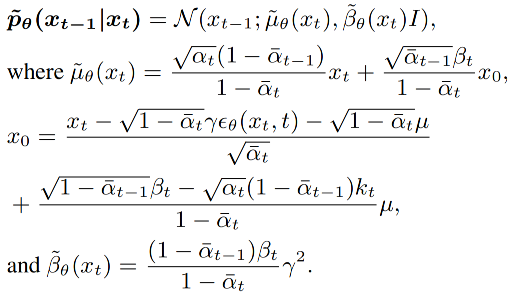 $\tilde{p}_\theta(x_{t-1}|x_t) = \mathcal{N}(x_{t-1}; \tilde{\mu}_\theta(x_t), \tilde{\beta}_\theta(x_t)I),$
where $\tilde{\mu}_\theta(x_t) = \frac{\sqrt{\alpha_t}(1-\bar{\alpha}_{t-1})}{1-\bar{\alpha}_t}x_t + \frac{\sqrt{\bar{\alpha}_{t-1}}\beta_t}{1-\bar{\alpha}_t}x_0,$
$x_0 = \frac{x_t - \sqrt{1-\bar{\alpha}_t}\gamma\epsilon_\theta(x_t, t) - \sqrt{1-\bar{\alpha}_t}\mu}{\sqrt{\bar{\alpha}_t}}$
$+ \frac{\sqrt{1-\bar{\alpha}_{t-1}}\beta_t - \sqrt{\alpha_t}(1-\bar{\alpha}_{t-1})k_t}{1-\bar{\alpha}_t}\mu,$
and $\tilde{\beta}_\theta(x_t) = \frac{(1-\bar{\alpha}_{t-1})\beta_t}{1-\bar{\alpha}_t}\gamma^2.$